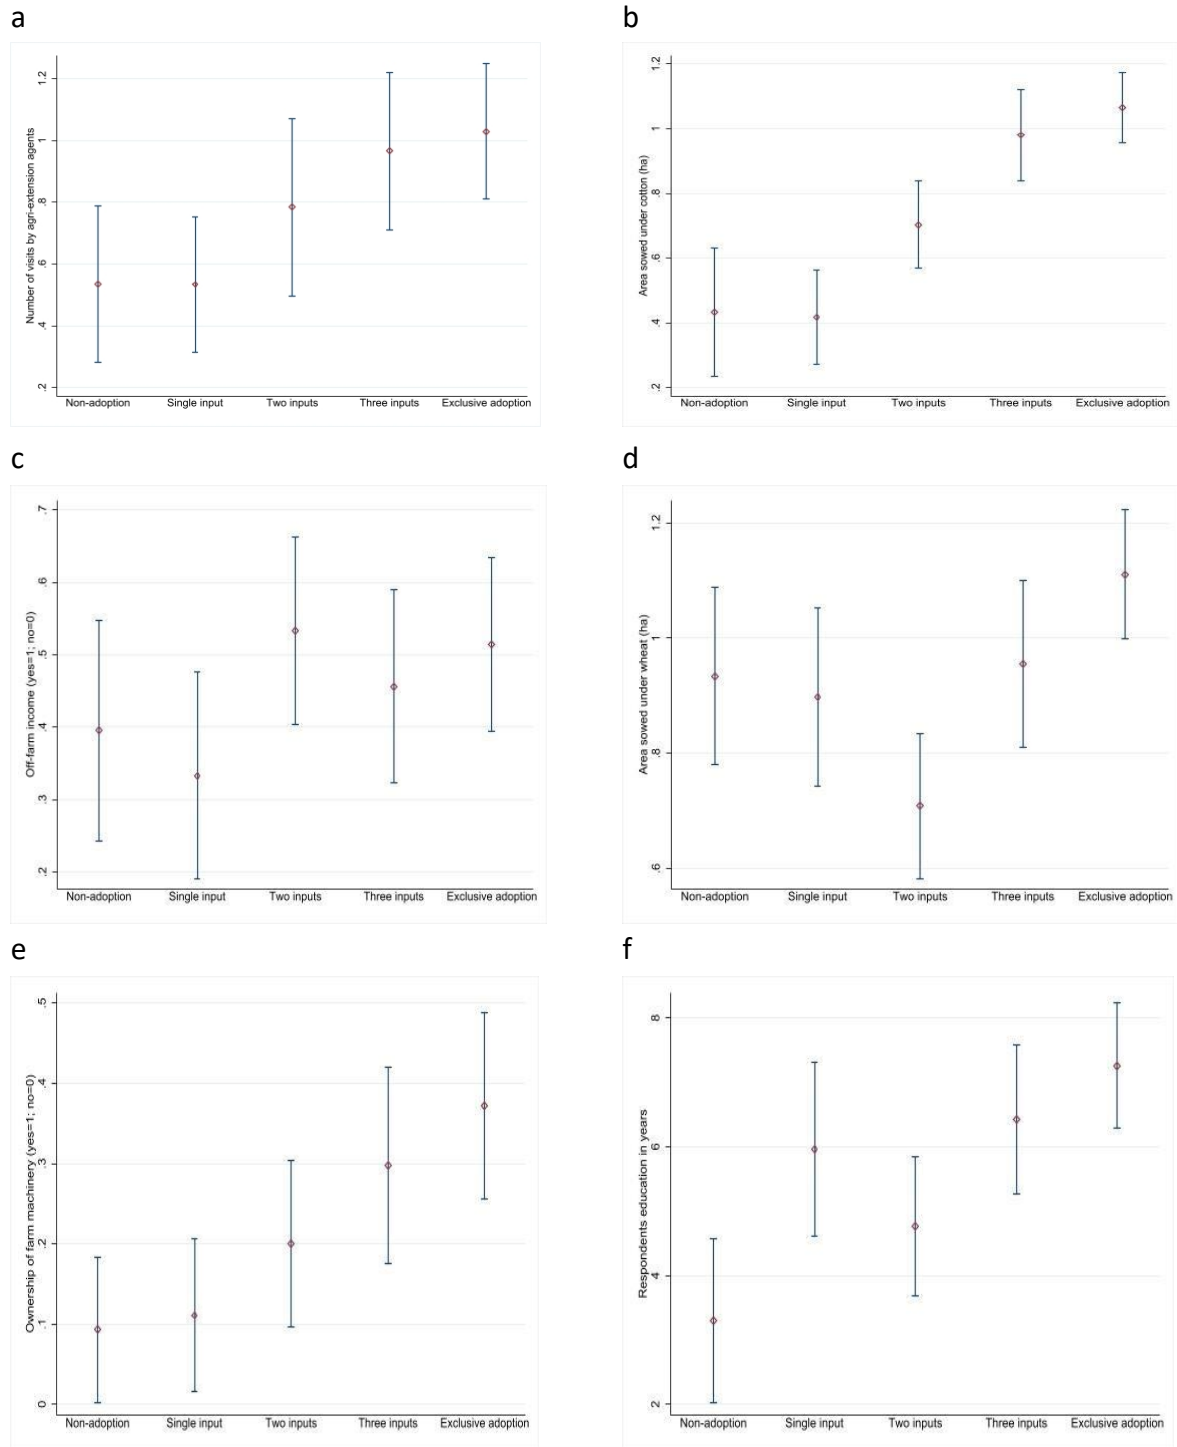 a
Number of visits by agri-extension agents
1.2
1
.8
.6
.4
.2
Non-adoption Single input Two inputs Three inputs Exclusive adoption
b
Area sowed under cotton (ha)
1.2
1
.8
.6
.4
.2
Non-adoption Single input Two inputs Three inputs Exclusive adoption
c
Off-farm income (yes=1; no=0)
.7
.6
.5
.4
.3
.2
Non-adoption Single input Two inputs Three inputs Exclusive adoption
d
Area sowed under wheat (ha)
1.2
1
.8
.6
Non-adoption Single input Two inputs Three inputs Exclusive adoption
e
Ownership of farm machinery (yes=1; no=0)
.5
.4
.3
.2
.1
0
Non-adoption Single input Two inputs Three inputs Exclusive adoption
f
Respondents education in years
8
6
4
2
Non-adoption Single input Two inputs Three inputs Exclusive adoption